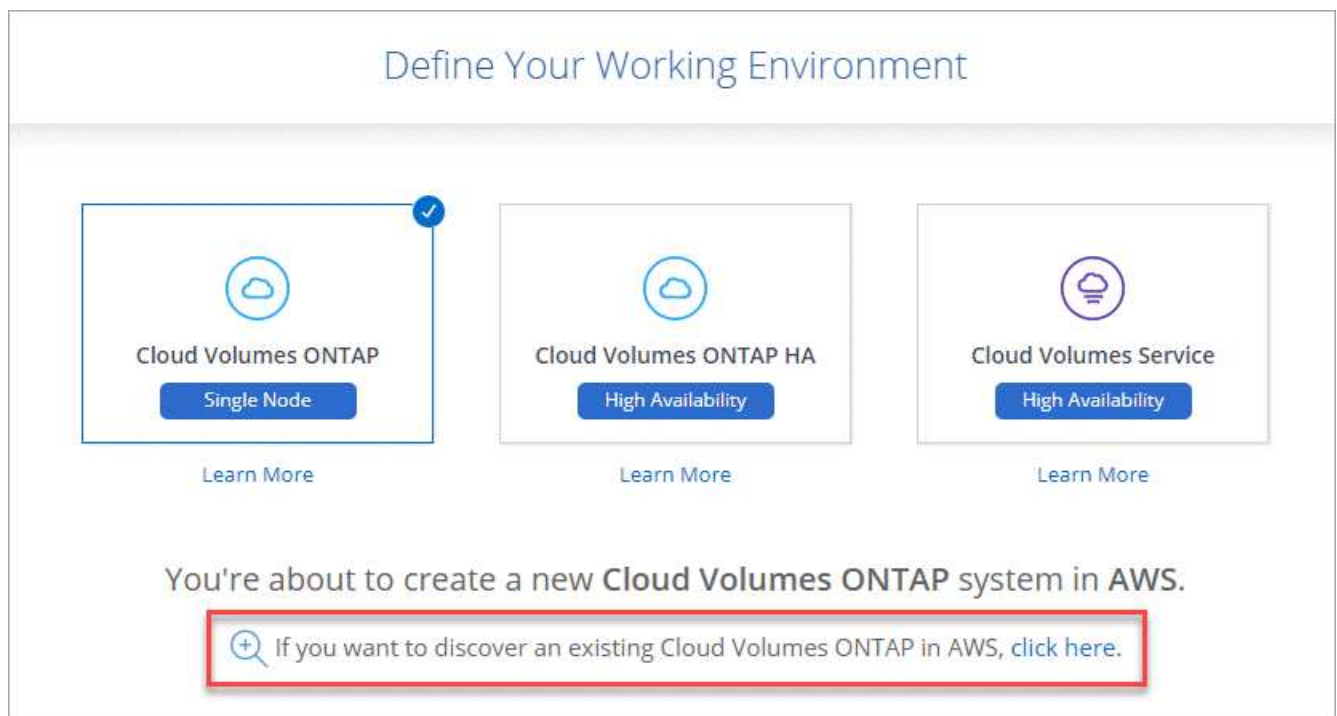 Define Your Working Environment
Cloud Volumes ONTAP
Single Node
Learn More
Cloud Volumes ONTAP HA
High Availability
Learn More
Cloud Volumes Service
High Availability
Learn More
You're about to create a new Cloud Volumes ONTAP system in AWS.
If you want to discover an existing Cloud Volumes ONTAP in AWS, click here.